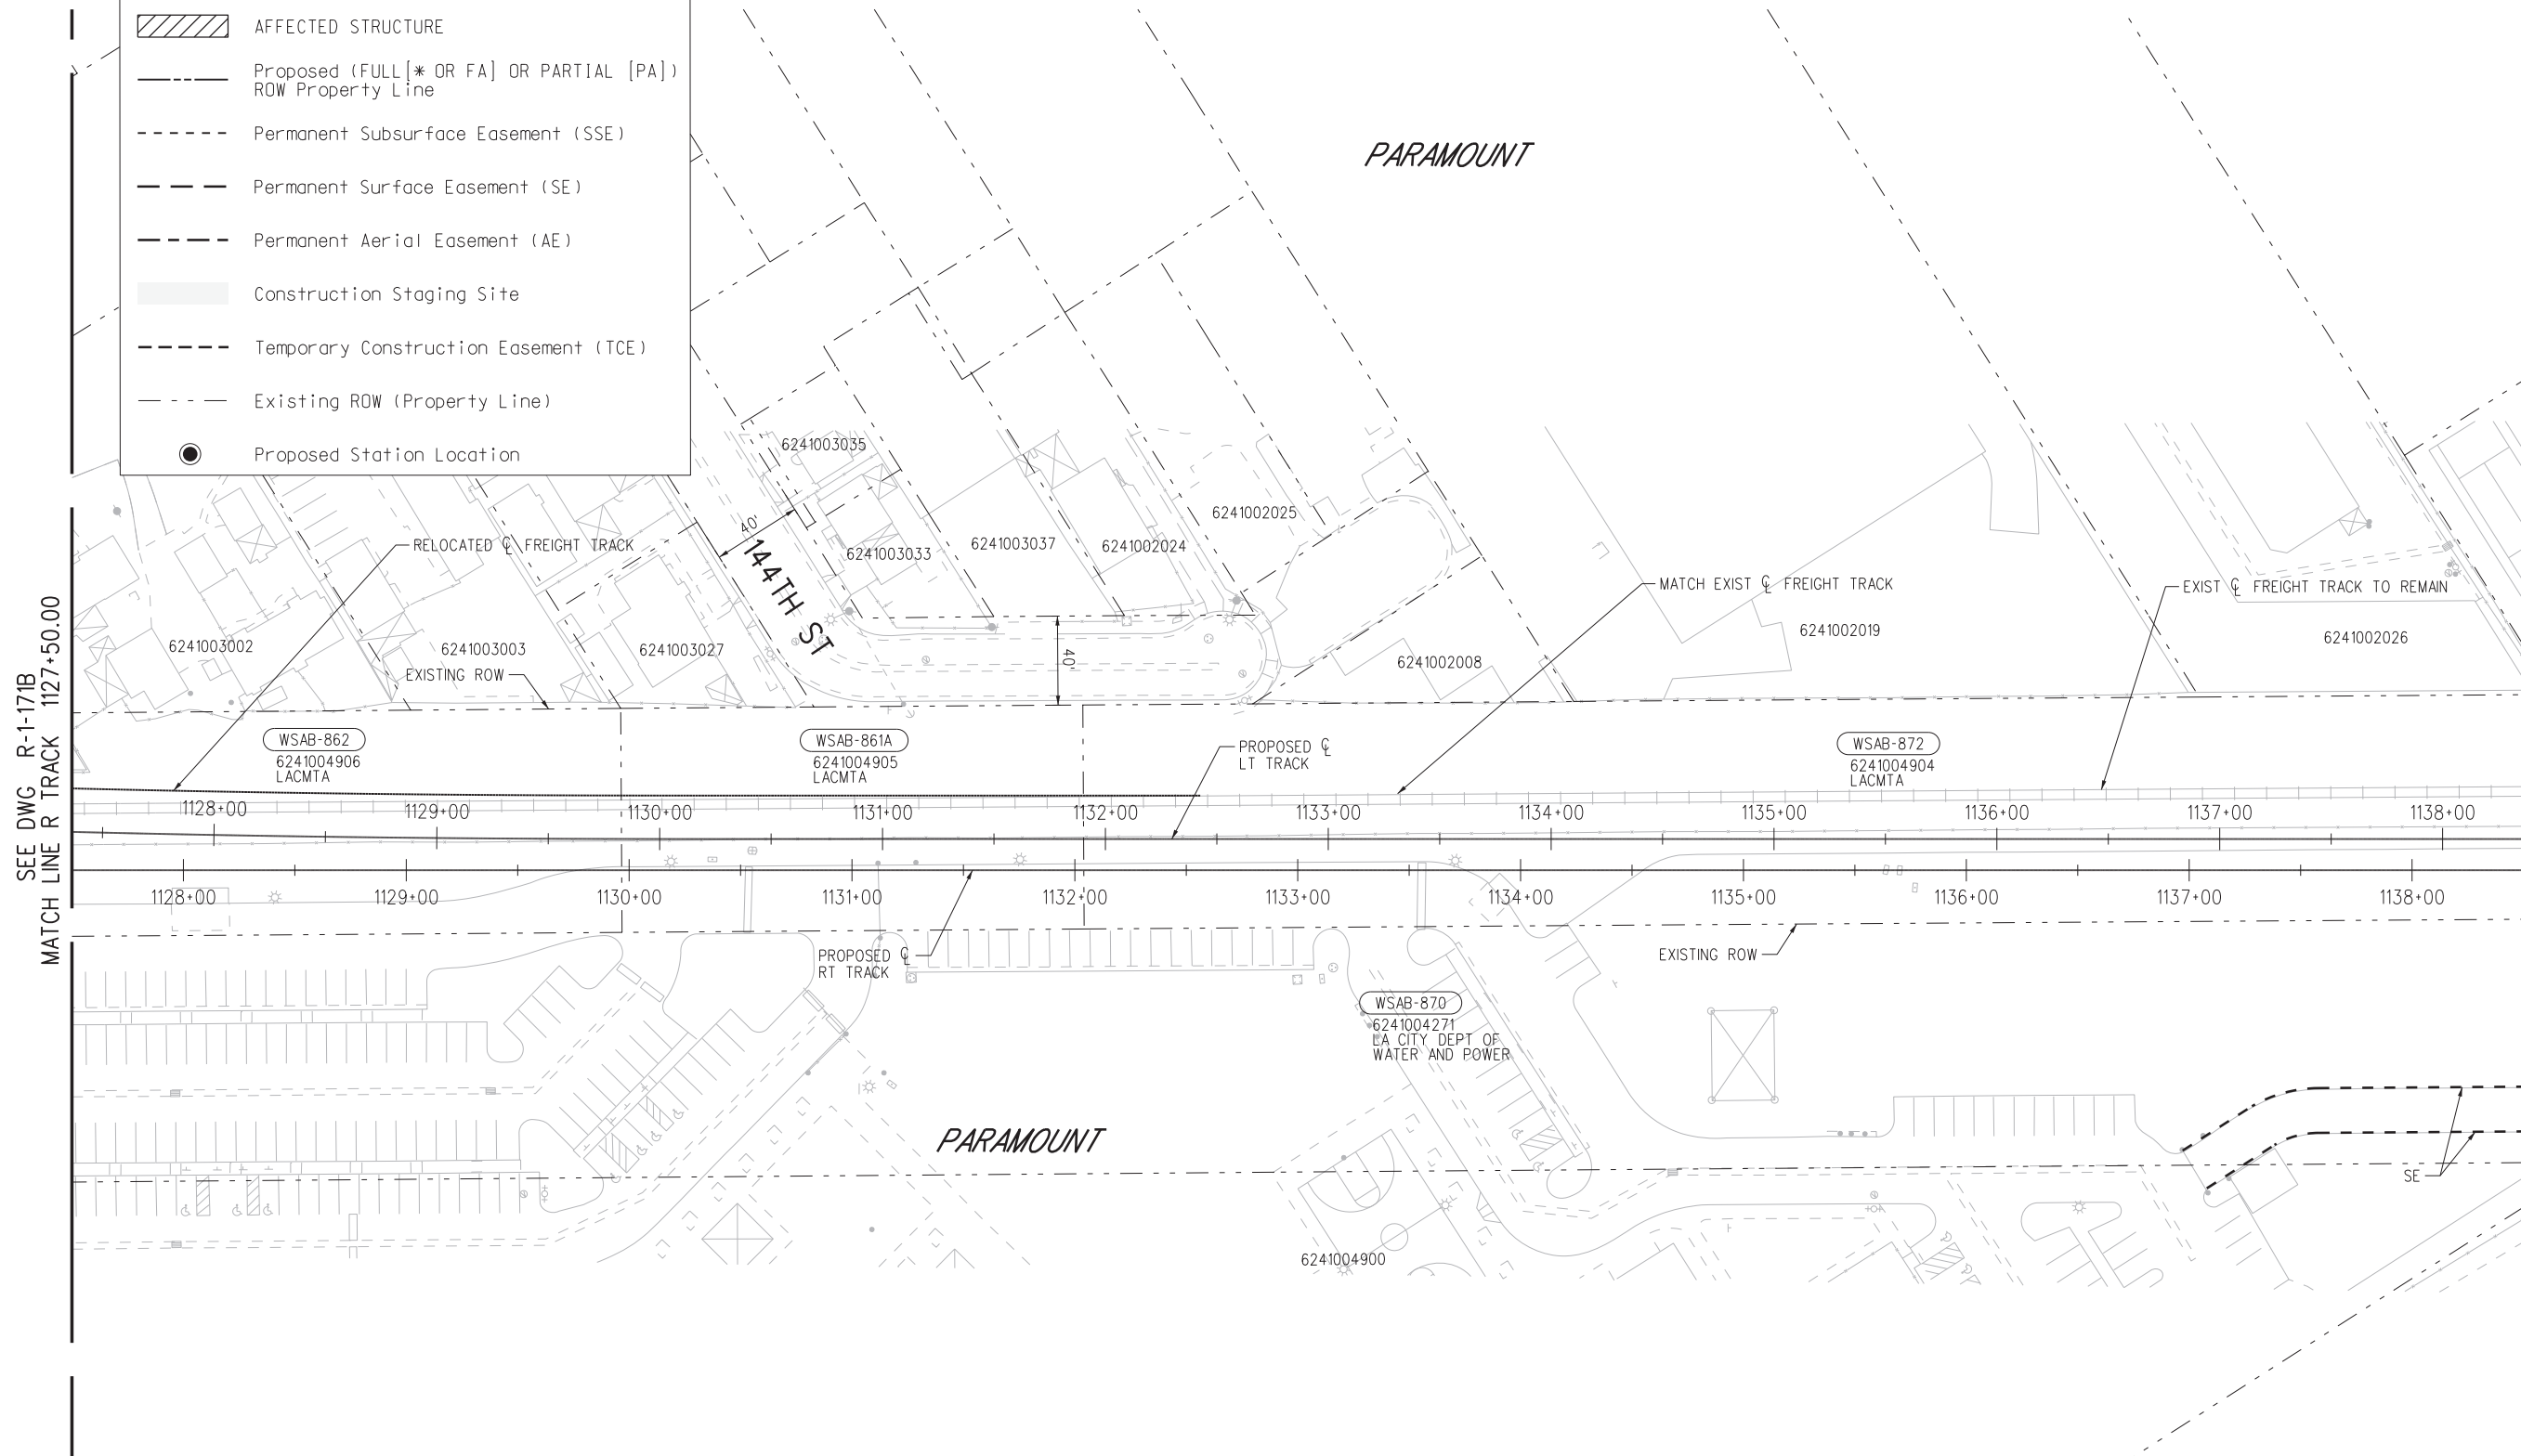 AFFECTED STRUCTURE
Proposed (FULL[* OR FA] OR PARTIAL [PA])
ROW Property Line
Permanent Subsurface Easement (SSE)
Permanent Surface Easement (SE)
Permanent Aerial Easement (AE)
Construction Staging Site
Temporary Construction Easement (TCE)
Existing ROW (Property Line)
Proposed Station Location
PARAMOUNT
SEE DWG R-1-171B
MATCH LINE R TRACK 1127+50.00
6241003035
6241002025
40'
144TH ST
RELOCATED ℄ FREIGHT TRACK
6241003033
6241003037
6241002024
MATCH EXIST ℄ FREIGHT TRACK
EXIST ℄ FREIGHT TRACK TO REMAIN
6241003002
6241003003
6241003027
40'
6241002008
6241002019
6241002026
EXISTING ROW
WSAB-862
6241004906
LACMTA
WSAB-861A
6241004905
LACMTA
PROPOSED ℄
LT TRACK
WSAB-872
6241004904
LACMTA
1128+00 1129+00 1130+00 1131+00 1132+00 1133+00 1134+00 1135+00 1136+00 1137+00 1138+00
1128+00 1129+00 1130+00 1131+00 1132+00 1133+00 1134+00 1135+00 1136+00 1137+00 1138+00
PROPOSED ℄
RT TRACK
EXISTING ROW
WSAB-870
6241004271
LA CITY DEPT OF
WATER AND POWER
PARAMOUNT
SE
6241004900